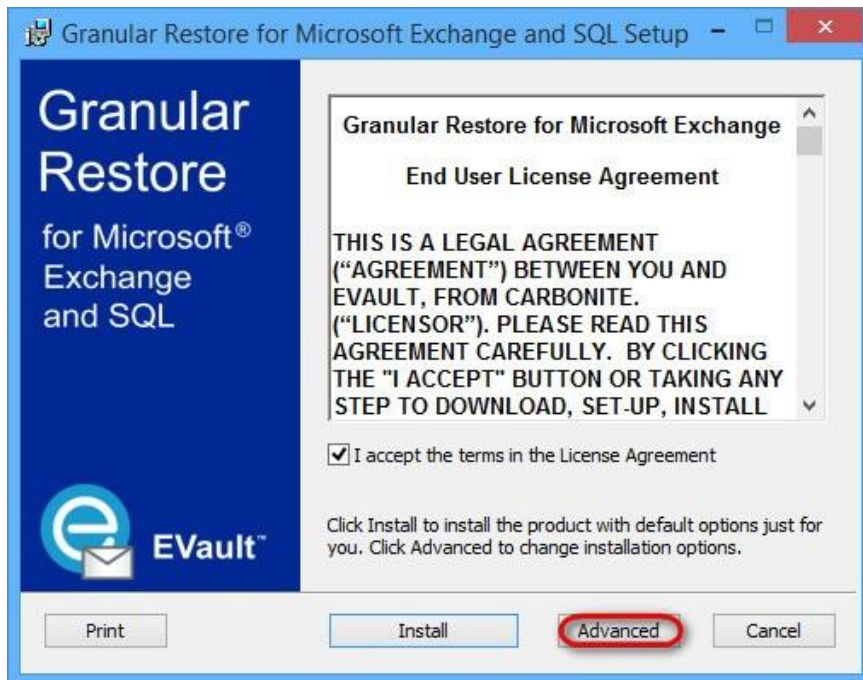 Granular Restore for Microsoft Exchange and SQL Setup
Granular
Restore
for Microsoft®
Exchange
and SQL
EVault™
Granular Restore for Microsoft Exchange
End User License Agreement
THIS IS A LEGAL AGREEMENT
(“AGREEMENT”) BETWEEN YOU AND
EVAULT, FROM CARBONITE.
(“LICENSOR”). PLEASE READ THIS
AGREEMENT CAREFULLY.  BY CLICKING
THE "I ACCEPT" BUTTON OR TAKING ANY
STEP TO DOWNLOAD, SET-UP, INSTALL
I accept the terms in the License Agreement
Click Install to install the product with default options just for
you. Click Advanced to change installation options.
Print
Install
Advanced
Cancel